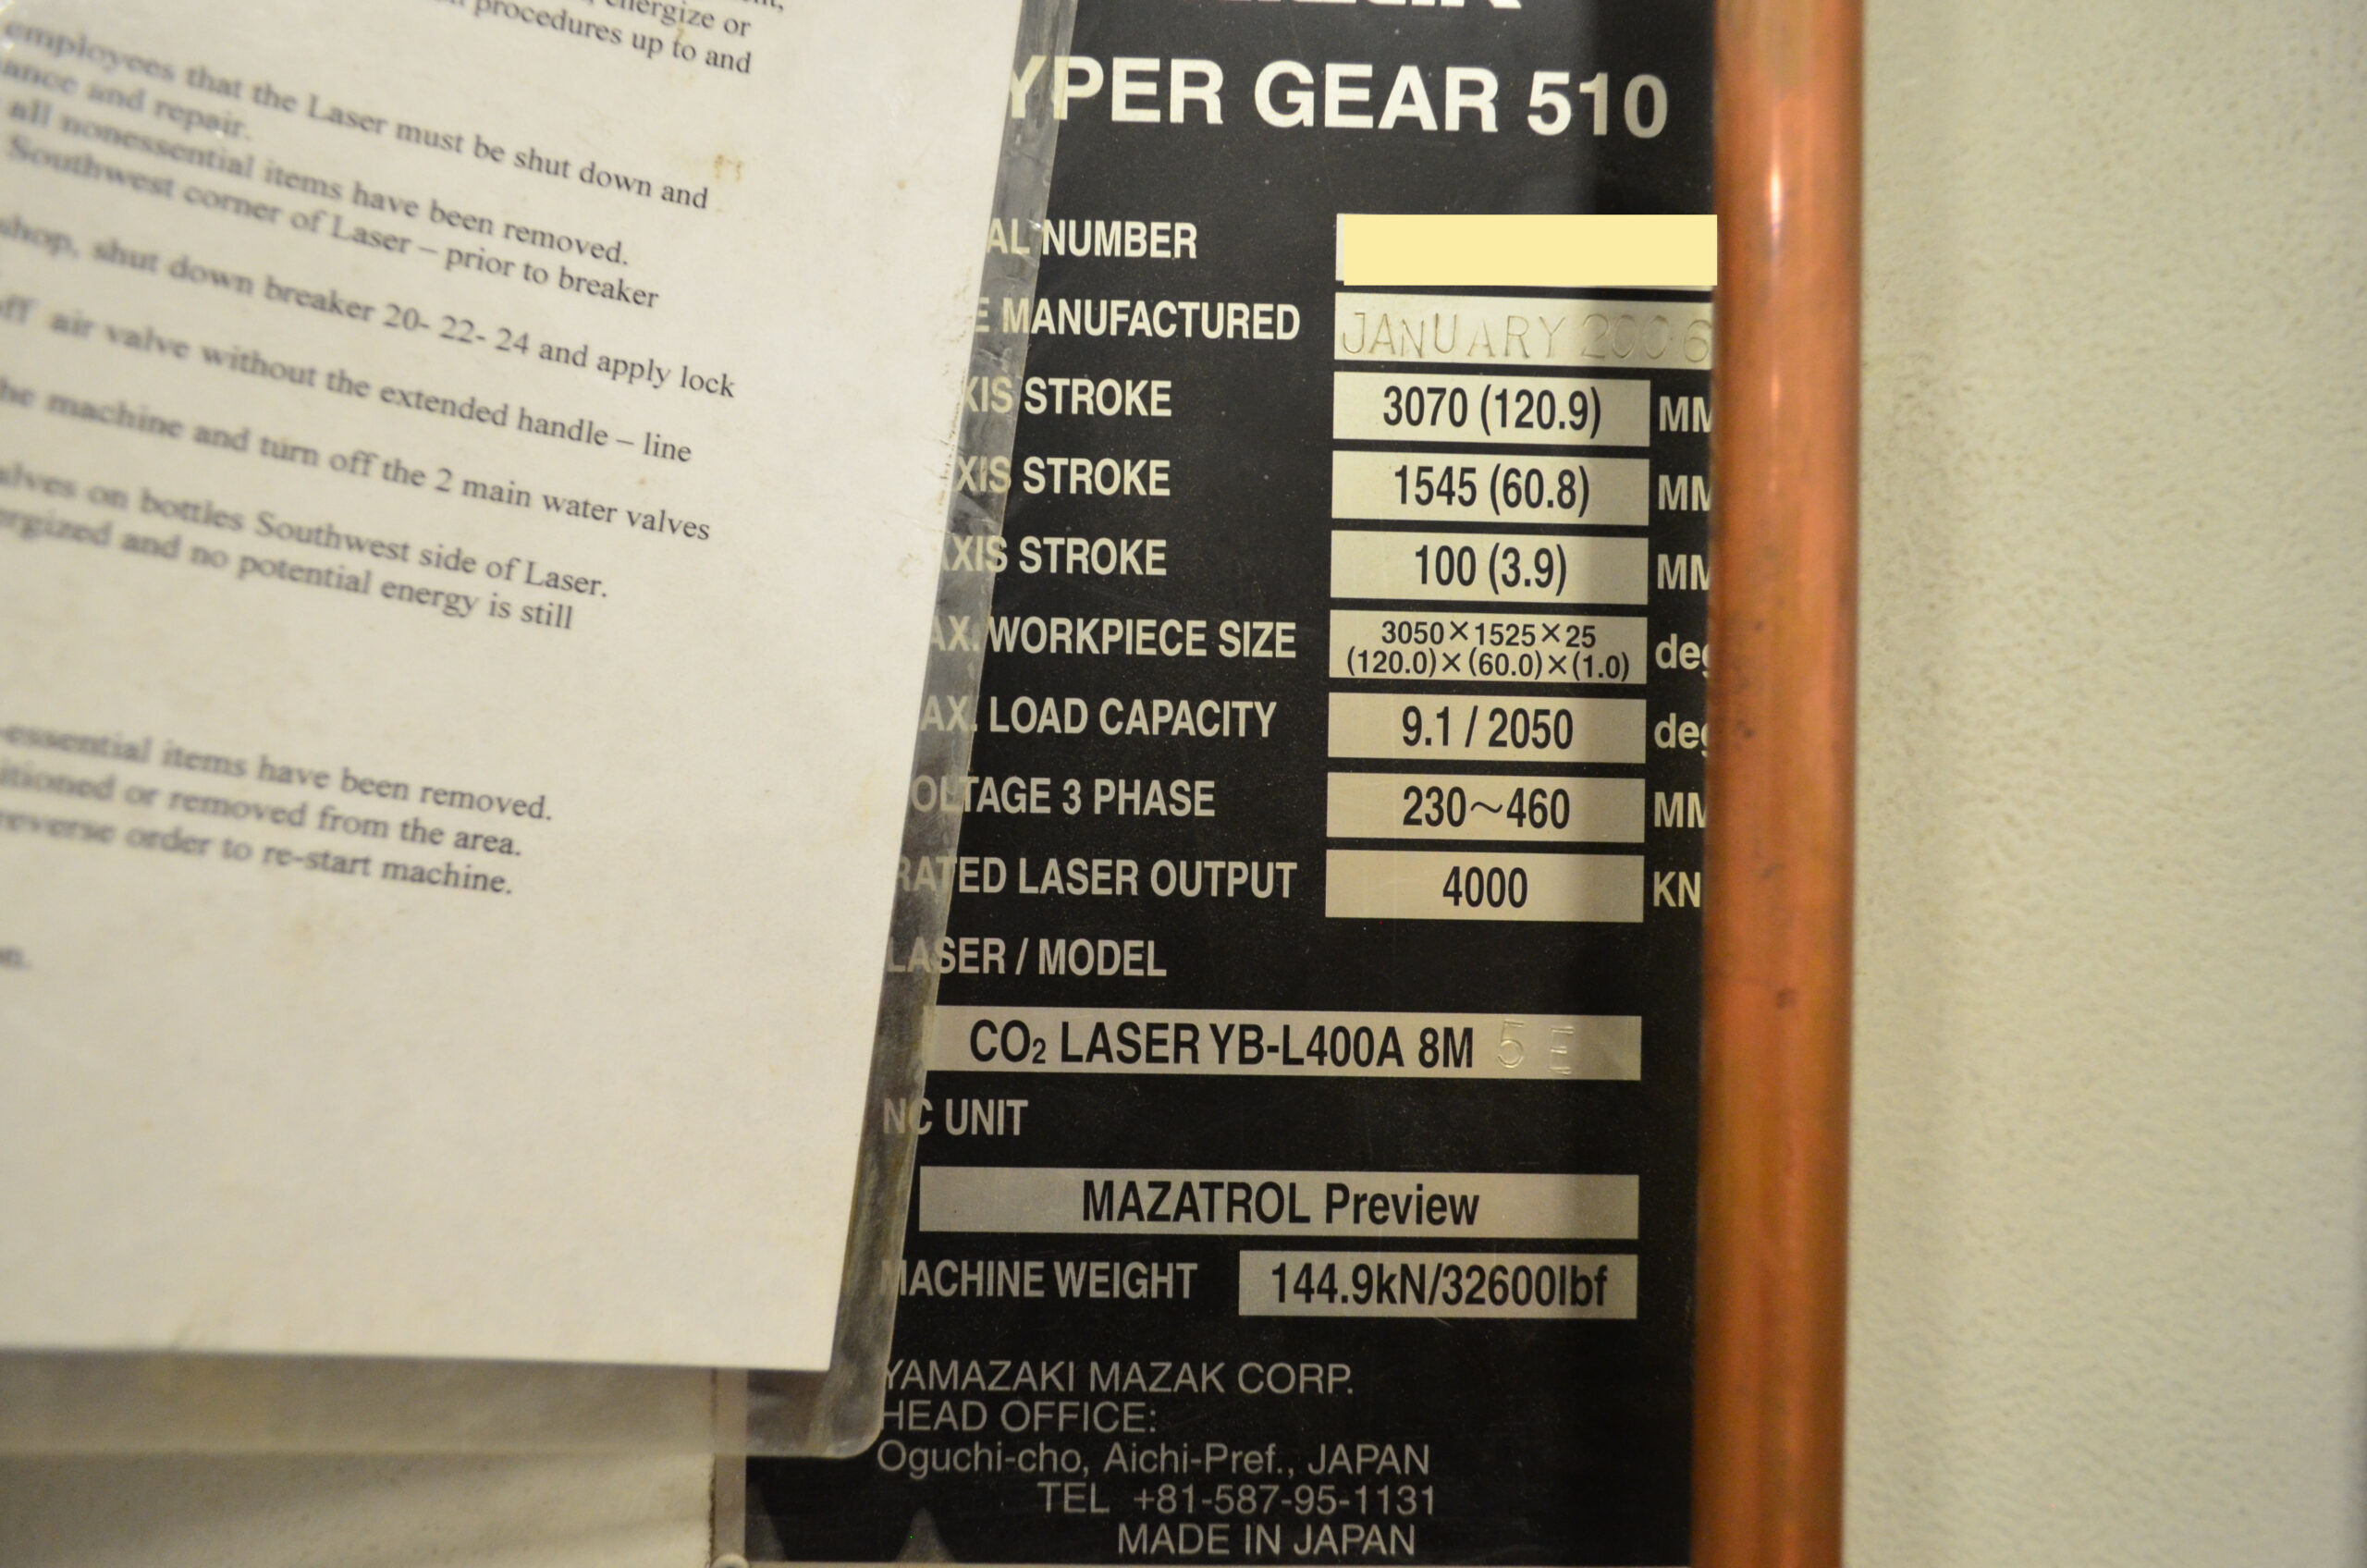 energize or
procedures up to and
employees that the Laser must be shut down and
and repair.
all nonessential items have been removed.
Southwest corner of Laser – prior to breaker
shop, shut down breaker 20- 22- 24 and apply lock
off air valve without the extended handle – line
machine and turn off the 2 main water valves
on bottles Southwest side of Laser.
and no potential energy is still
items have been removed.
or removed from the area.
reverse order to re-start machine.
YPER GEAR 510
AL NUMBER
E MANUFACTURED JANUARY 2006
XIS STROKE 3070 (120.9) MM
XIS STROKE 1545 (60.8) MM
XIS STROKE 100 (3.9) MM
AX. WORKPIECE SIZE 3050×1525×25 deg
(120.0)×(60.0)×(1.0)
AX. LOAD CAPACITY 9.1 / 2050 deg
OLTAGE 3 PHASE 230~460 MM
RATED LASER OUTPUT 4000 KN
LASER / MODEL
CO₂ LASER YB-L400A 8M 5 E
NC UNIT
MAZATROL Preview
MACHINE WEIGHT 144.9kN/32600lbf
YAMAZAKI MAZAK CORP.
HEAD OFFICE:
Oguchi-cho, Aichi-Pref., JAPAN
TEL +81-587-95-1131
MADE IN JAPAN